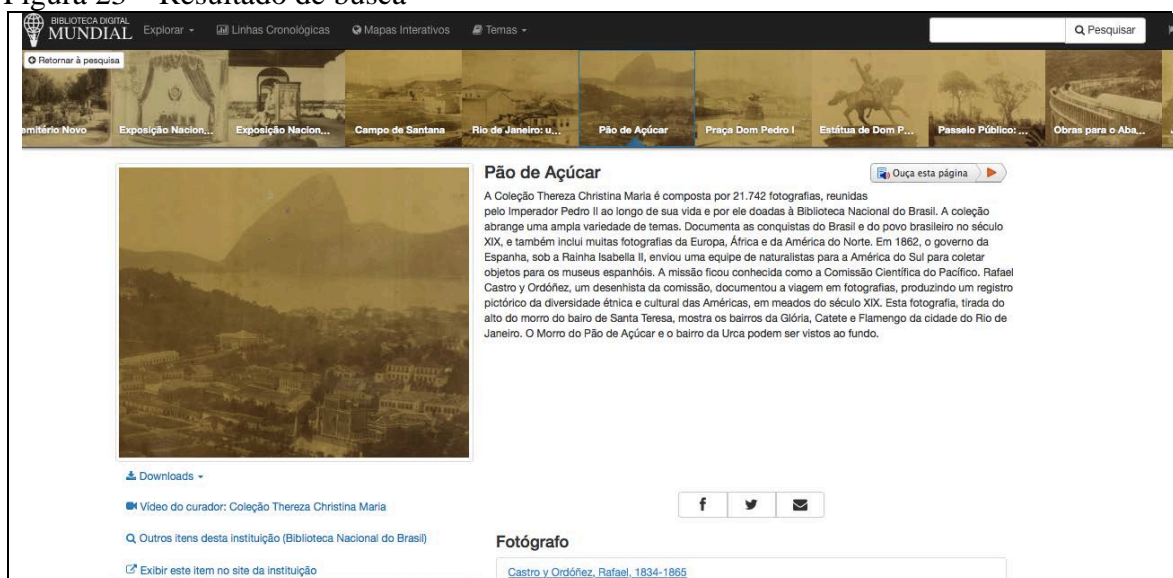 Figura 23 – Resultado de busca
BIBLIOTECA DIGITAL
MUNDIAL
Explorar
Linhas Cronológicas
Mapas Interativos
Temas
Pesquisar
Retornar à pesquisa
emitério Novo
Exposição Nacion...
Exposição Nacion...
Campo de Santana
Rio de Janeiro: u...
Pão de Açúcar
Praça Dom Pedro I
Estátua de Dom P...
Passeio Público: ...
Obras para o Aba...
Pão de Açúcar
Ouça esta página
A Coleção Thereza Christina Maria é composta por 21.742 fotografias, reunidas
pelo Imperador Pedro II ao longo de sua vida e por ele doadas à Biblioteca Nacional do Brasil. A coleção
abrange uma ampla variedade de temas. Documenta as conquistas do Brasil e do povo brasileiro no século
XIX, e também inclui muitas fotografias da Europa, África e da América do Norte. Em 1862, o governo da
Espanha, sob a Rainha Isabella II, enviou uma equipe de naturalistas para a América do Sul para coletar
objetos para os museus espanhóis. A missão ficou conhecida como a Comissão Científica do Pacífico. Rafael
Castro y Ordóñez, um desenhista da comissão, documentou a viagem em fotografias, produzindo um registro
pictórico da diversidade étnica e cultural das Américas, em meados do século XIX. Esta fotografia, tirada do
alto do morro do bairo de Santa Teresa, mostra os bairros da Glória, Catete e Flamengo da cidade do Rio de
Janeiro. O Morro do Pão de Açúcar e o bairro da Urca podem ser vistos ao fundo.
Downloads
Vídeo do curador: Coleção Thereza Christina Maria
Outros itens desta instituição (Biblioteca Nacional do Brasil)
Exibir este item no site da instituição
Fotógrafo
Castro y Ordóñez, Rafael, 1834-1865